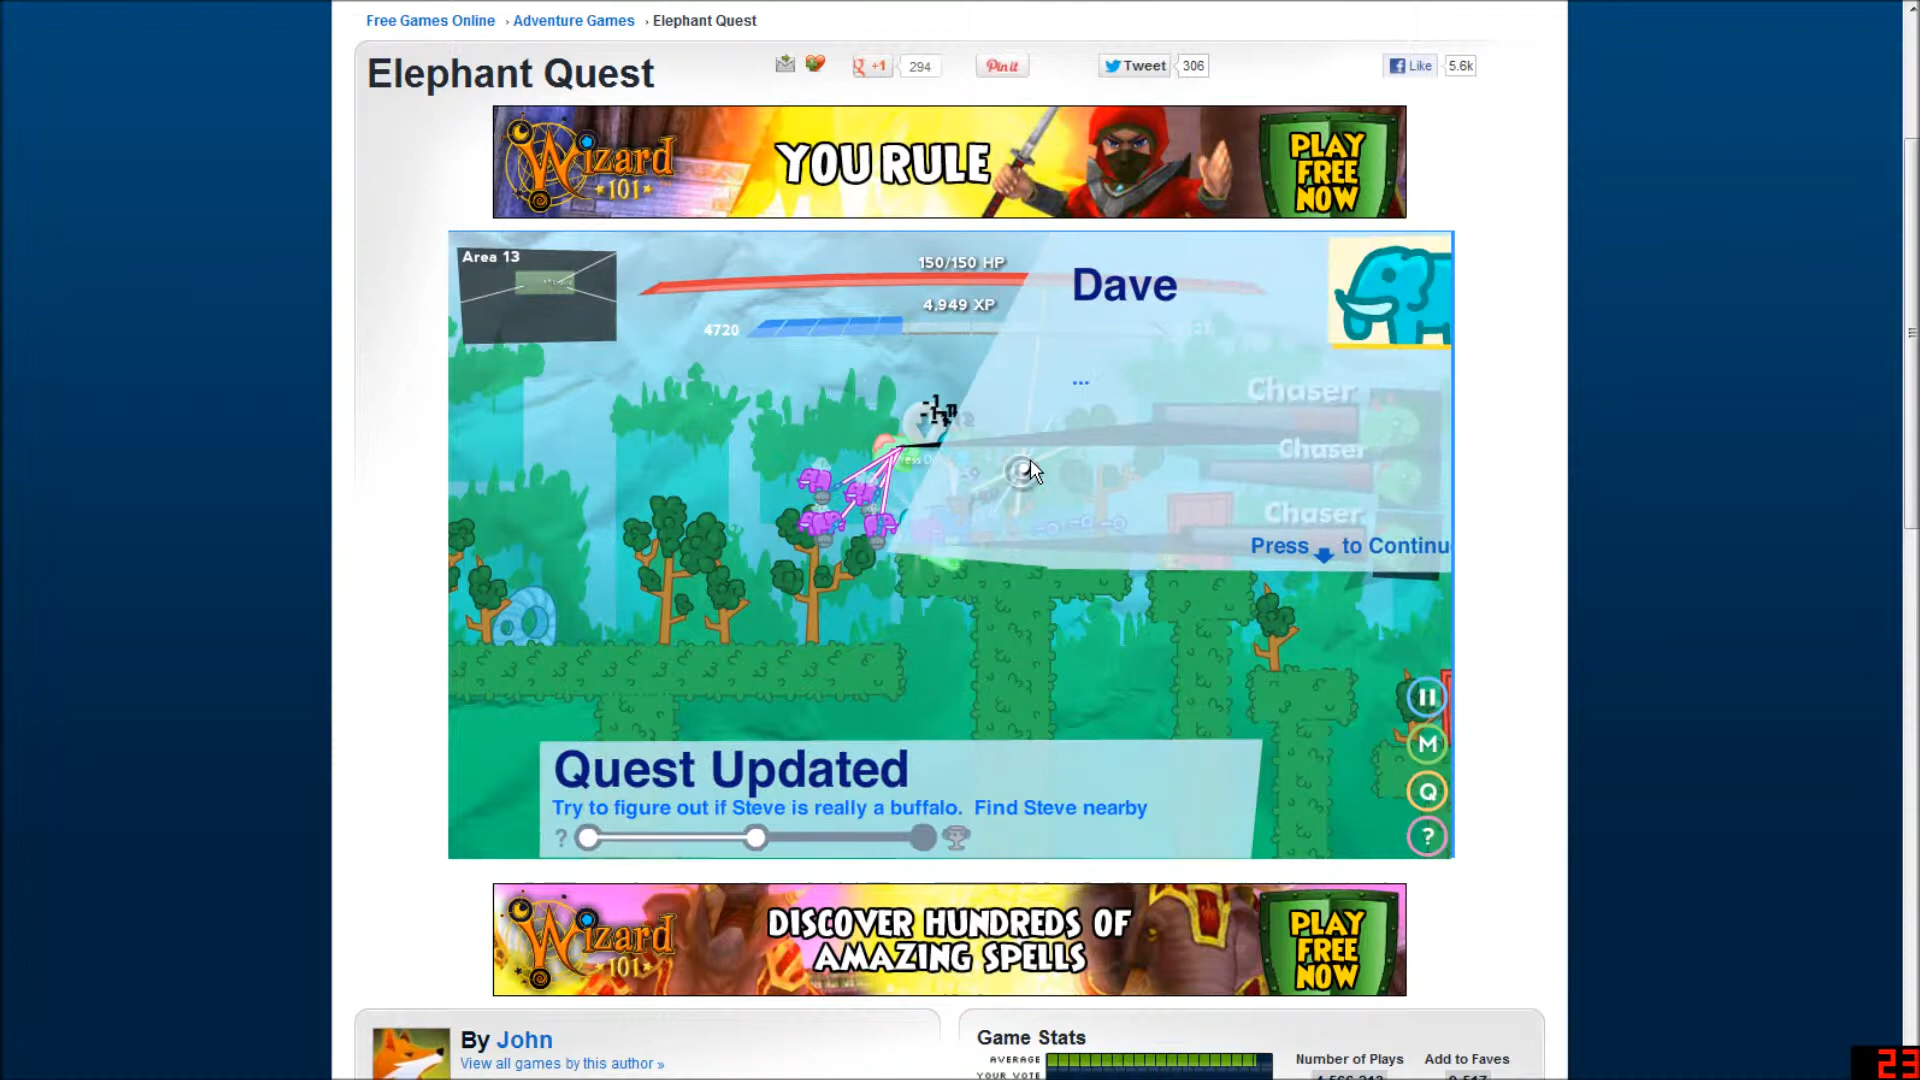 Free Games Online › Adventure Games › Elephant Quest
Elephant Quest
+1 294
Pin it
Tweet 306
Like 5.6k
Wizard 101
YOU RULE
PLAY FREE NOW
Area 13
150/150 HP
4,949 XP
4720
Dave
...
Chaser
Chaser
Chaser
Press to Continu
M
Q
?
Quest Updated
Try to figure out if Steve is really a buffalo. Find Steve nearby
?
Wizard 101
DISCOVER HUNDREDS OF
AMAZING SPELLS
PLAY FREE NOW
By John
View all games by this author »
Game Stats
AVERAGE
YOUR VOTE
Number of Plays
Add to Faves
23